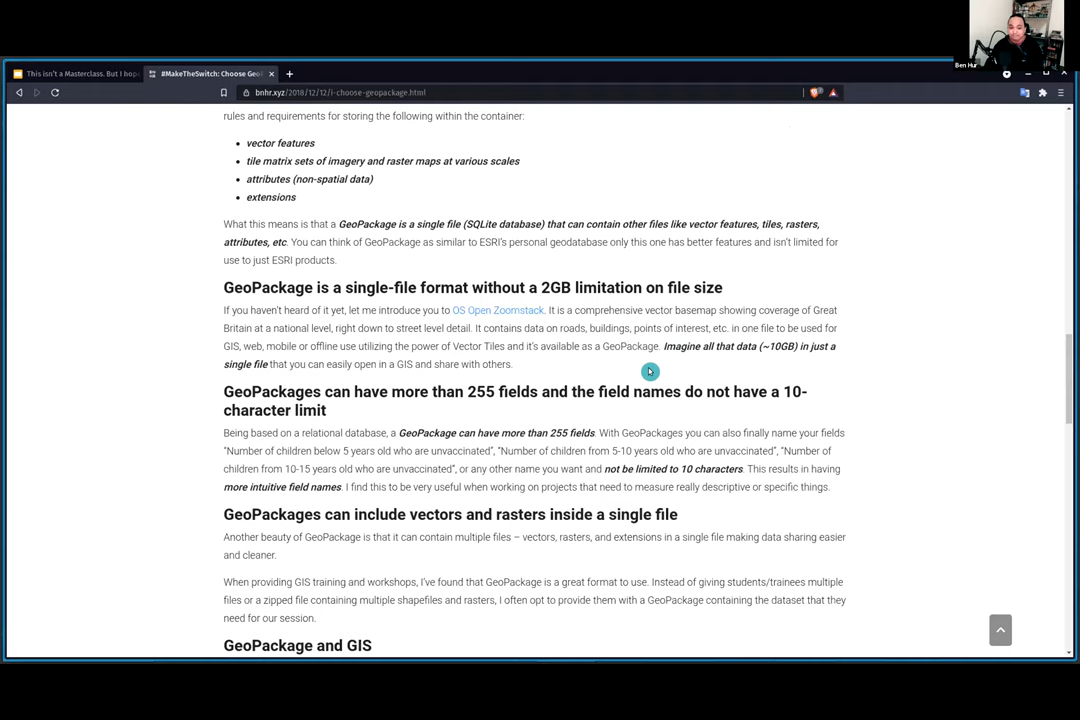 Ben Hur
This isn't a Masterclass. But I hop
#MakeTheSwitch: Choose GeoP
bnhr.xyz/2018/12/12/i-choose-geopackage.html
rules and requirements for storing the following within the container:
• vector features
• tile matrix sets of imagery and raster maps at various scales
• attributes (non-spatial data)
• extensions
What this means is that a GeoPackage is a single file (SQLite database) that can contain other files like vector features, tiles, rasters,
attributes, etc. You can think of GeoPackage as similar to ESRI's personal geodatabase only this one has better features and isn't limited for
use to just ESRI products.
GeoPackage is a single-file format without a 2GB limitation on file size
If you haven't heard of it yet, let me introduce you to OS Open Zoomstack. It is a comprehensive vector basemap showing coverage of Great
Britain at a national level, right down to street level detail. It contains data on roads, buildings, points of interest, etc. in one file to be used for
GIS, web, mobile or offline use utilizing the power of Vector Tiles and it's available as a GeoPackage. Imagine all that data (~10GB) in just a
single file that you can easily open in a GIS and share with others.
GeoPackages can have more than 255 fields and the field names do not have a 10-
character limit
Being based on a relational database, a GeoPackage can have more than 255 fields. With GeoPackages you can also finally name your fields
"Number of children below 5 years old who are unvaccinated", "Number of children from 5-10 years old who are unvaccinated", "Number of
children from 10-15 years old who are unvaccinated", or any other name you want and not be limited to 10 characters. This results in having
more intuitive field names. I find this to be very useful when working on projects that need to measure really descriptive or specific things.
GeoPackages can include vectors and rasters inside a single file
Another beauty of GeoPackage is that it can contain multiple files – vectors, rasters, and extensions in a single file making data sharing easier
and cleaner.
When providing GIS training and workshops, I've found that GeoPackage is a great format to use. Instead of giving students/trainees multiple
files or a zipped file containing multiple shapefiles and rasters, I often opt to provide them with a GeoPackage containing the dataset that they
need for our session.
GeoPackage and GIS